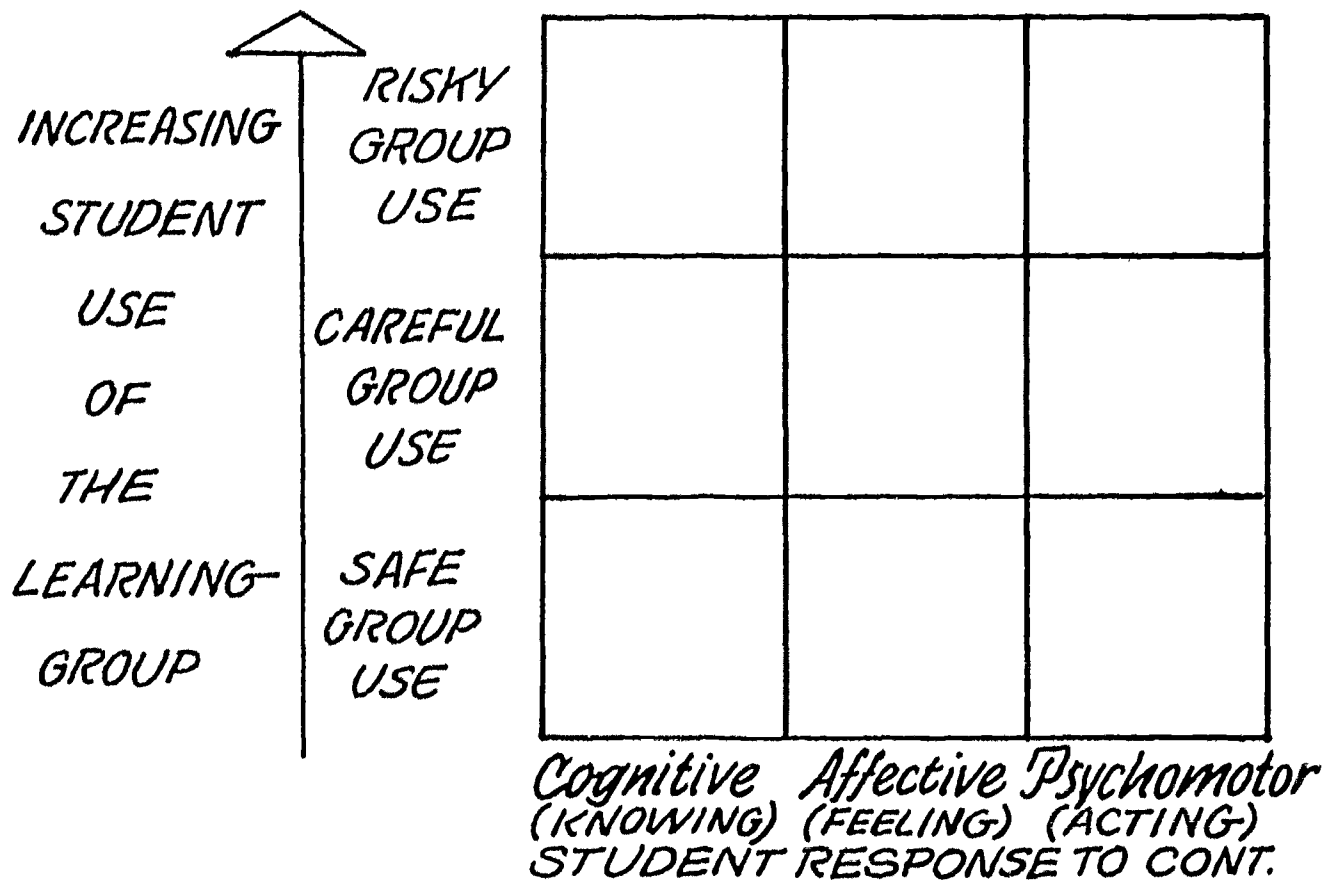 INCREASING
STUDENT
USE
OF
THE
LEARNING-
GROUP
RISKY
GROUP
USE
CAREFUL
GROUP
USE
SAFE
GROUP
USE
Cognitive Affective Psychomotor
(KNOWING) (FEELING) (ACTING)
STUDENT RESPONSE TO CONT.